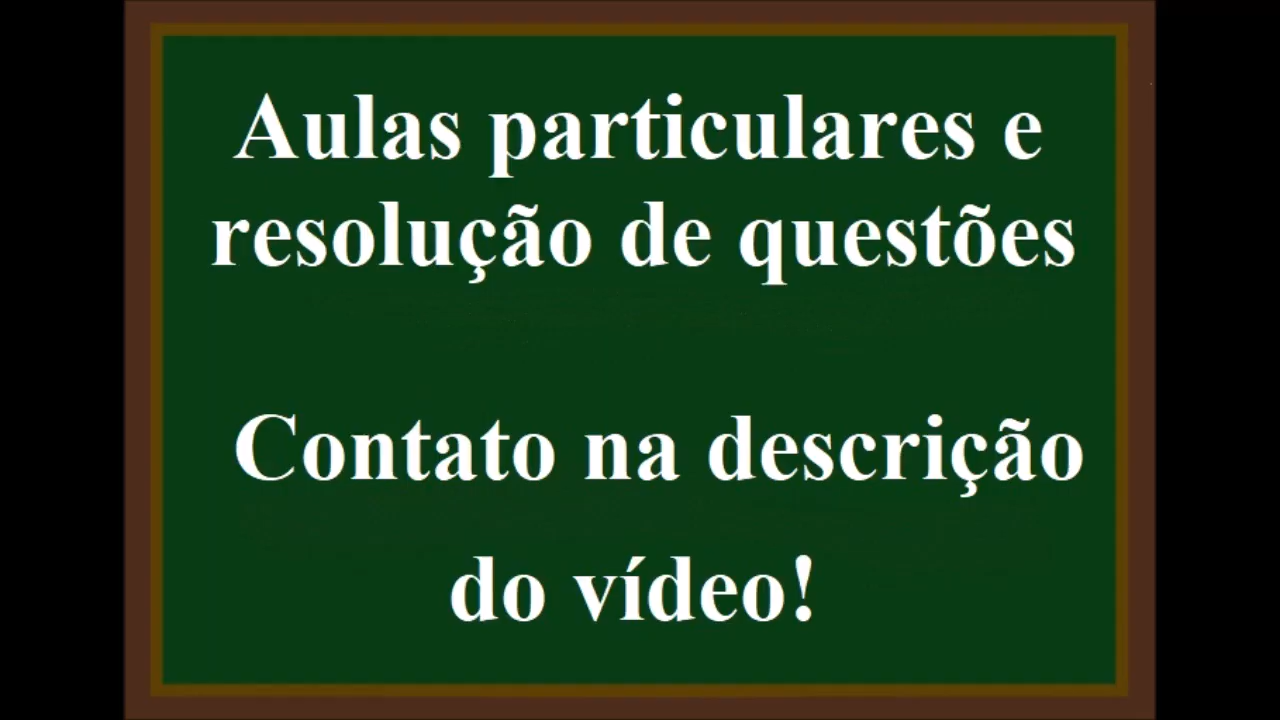 Aulas particulares e
resolução de questões
Contato na descrição
do vídeo!